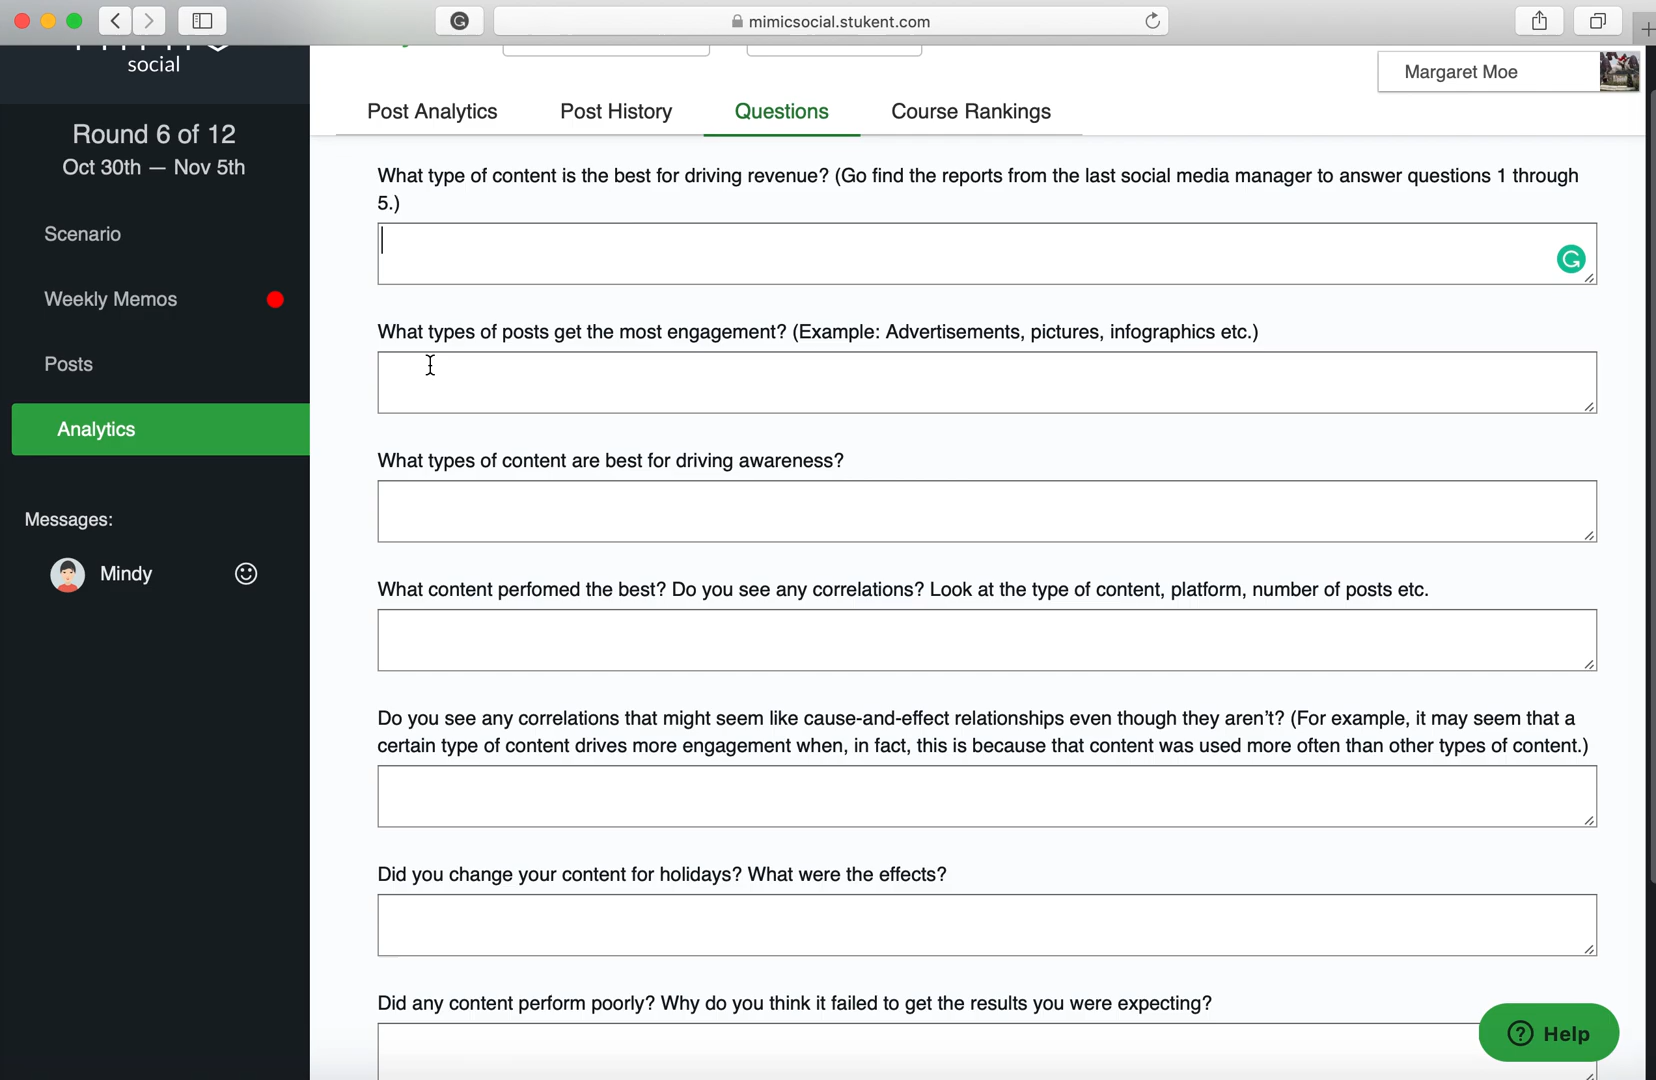 mimicsocial.stukent.com
social
Margaret Moe
Post Analytics
Post History
Questions
Course Rankings
Round 6 of 12
Oct 30th — Nov 5th
Scenario
Weekly Memos
Posts
Analytics
Messages:
Mindy
What type of content is the best for driving revenue? (Go find the reports from the last social media manager to answer questions 1 through
5.)
What types of posts get the most engagement? (Example: Advertisements, pictures, infographics etc.)
What types of content are best for driving awareness?
What content perfomed the best? Do you see any correlations? Look at the type of content, platform, number of posts etc.
Do you see any correlations that might seem like cause-and-effect relationships even though they aren't? (For example, it may seem that a
certain type of content drives more engagement when, in fact, this is because that content was used more often than other types of content.)
Did you change your content for holidays? What were the effects?
Did any content perform poorly? Why do you think it failed to get the results you were expecting?
Help